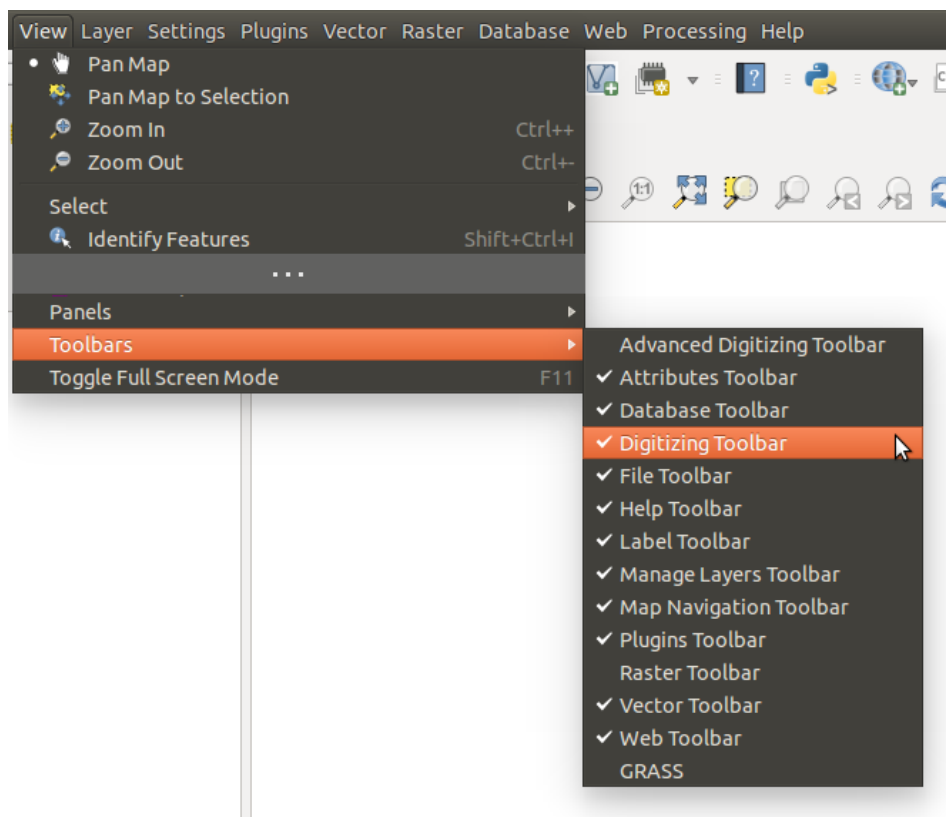 View Layer Settings Plugins Vector Raster Database Web Processing Help
Pan Map
Pan Map to Selection
Zoom In Ctrl++
Zoom Out Ctrl+-
Select
Identify Features Shift+Ctrl+I
...
Panels
Toolbars
Toggle Full Screen Mode F11
?
1:1
Advanced Digitizing Toolbar
Attributes Toolbar
Database Toolbar
Digitizing Toolbar
File Toolbar
Help Toolbar
Label Toolbar
Manage Layers Toolbar
Map Navigation Toolbar
Plugins Toolbar
Raster Toolbar
Vector Toolbar
Web Toolbar
GRASS